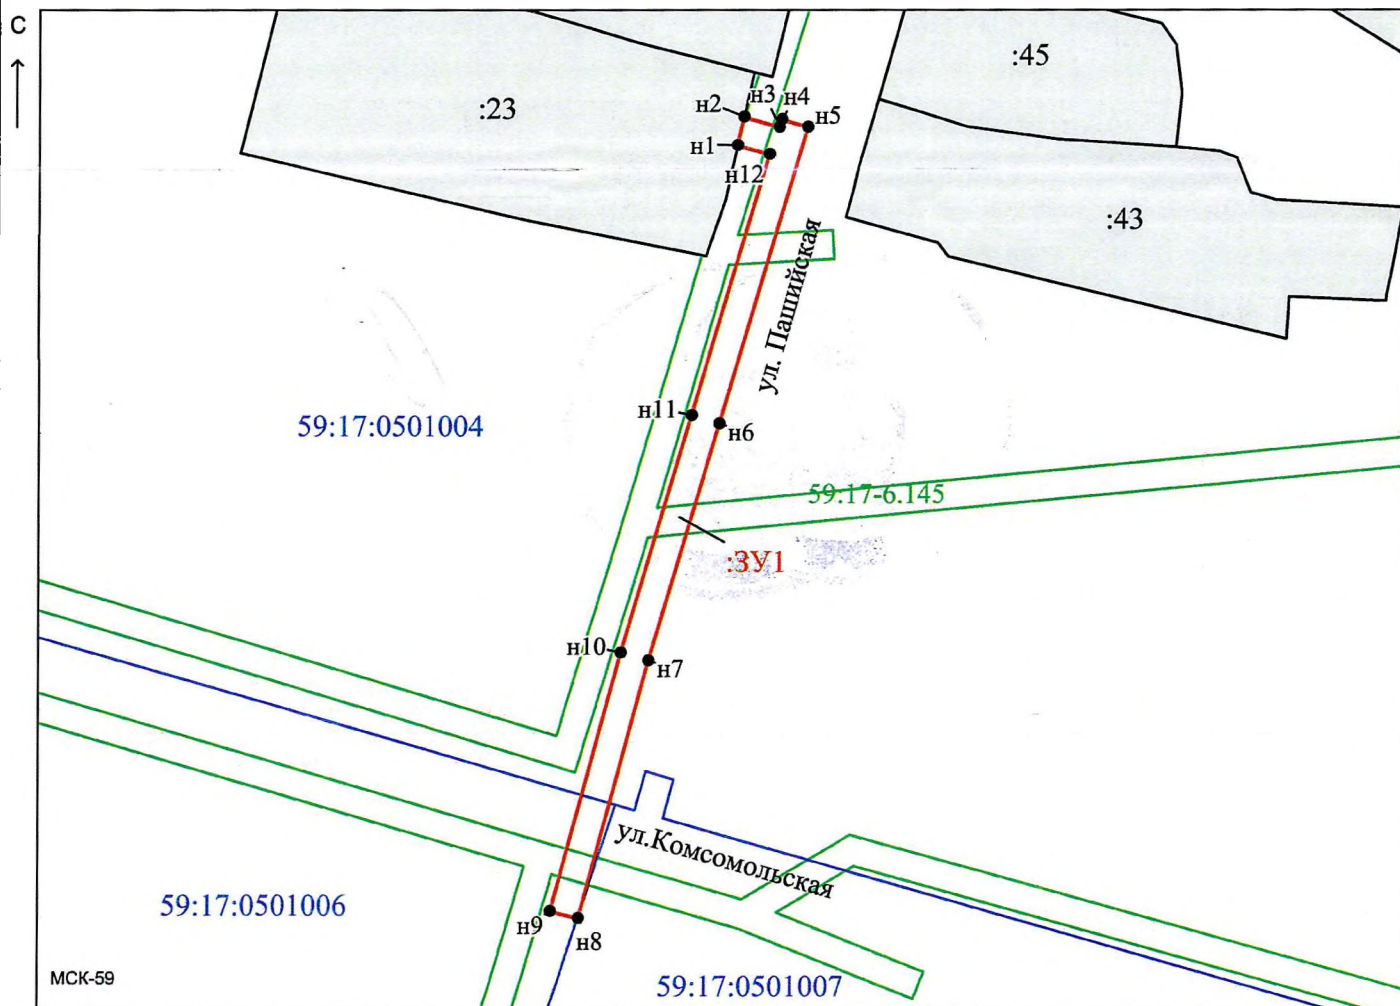 С
:45
:23
н3
н4
н2
н5
н1
н12
:43
ул. Пашийская
н11
59:17:0501004
н6
59:17-6.145
:ЗУ1
н10
н7
ул.Комсомольская
59:17:0501006
н9
н8
МСК-59
59:17:0501007